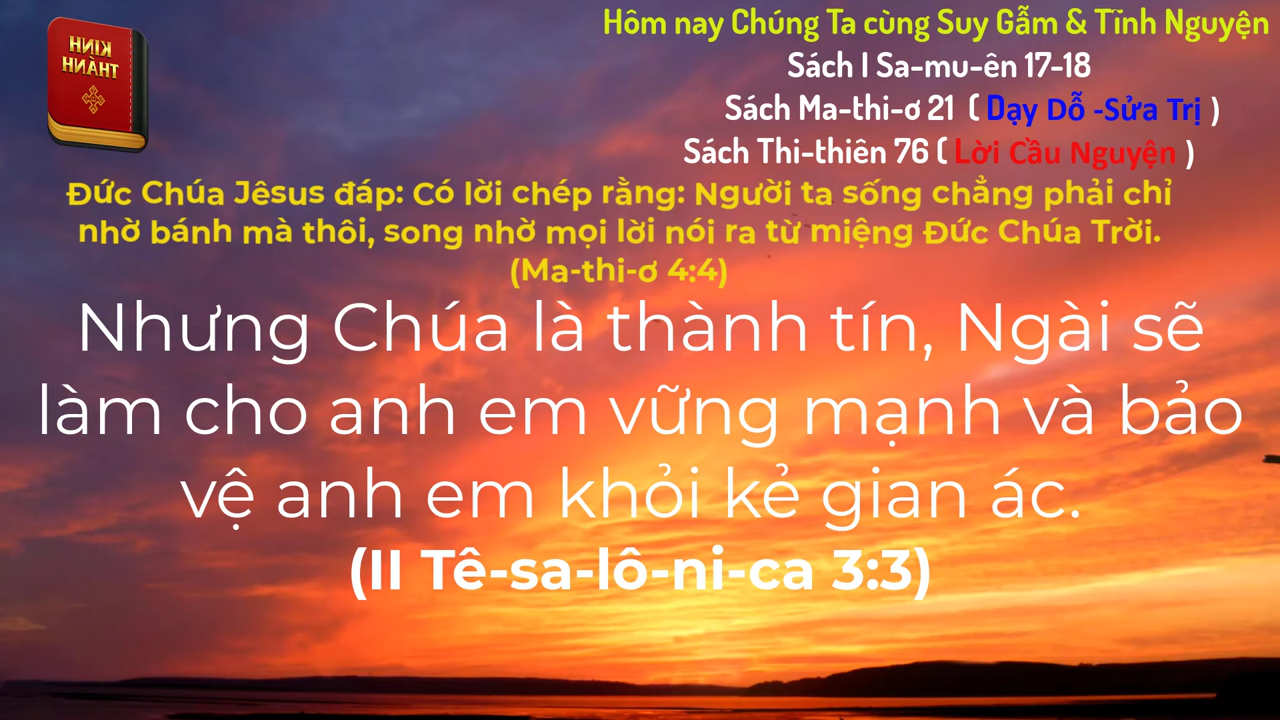 KINH
THÀNH
Hôm nay Chúng Ta cùng Suy Gẫm & Tĩnh Nguyện
Sách I Sa-mu-ên 17-18
Sách Ma-thi-ơ 21 ( Dạy Dỗ -Sửa Trị )
Sách Thi-thiên 76 ( Lời Cầu Nguyện )
Đức Chúa Jêsus đáp: Có lời chép rằng: Người ta sống chẳng phải chỉ
nhờ bánh mà thôi, song nhờ mọi lời nói ra từ miệng Đức Chúa Trời.
(Ma-thi-ơ 4:4)
Nhưng Chúa là thành tín, Ngài sẽ
làm cho anh em vững mạnh và bảo
vệ anh em khỏi kẻ gian ác.
(II Tê-sa-lô-ni-ca 3:3)